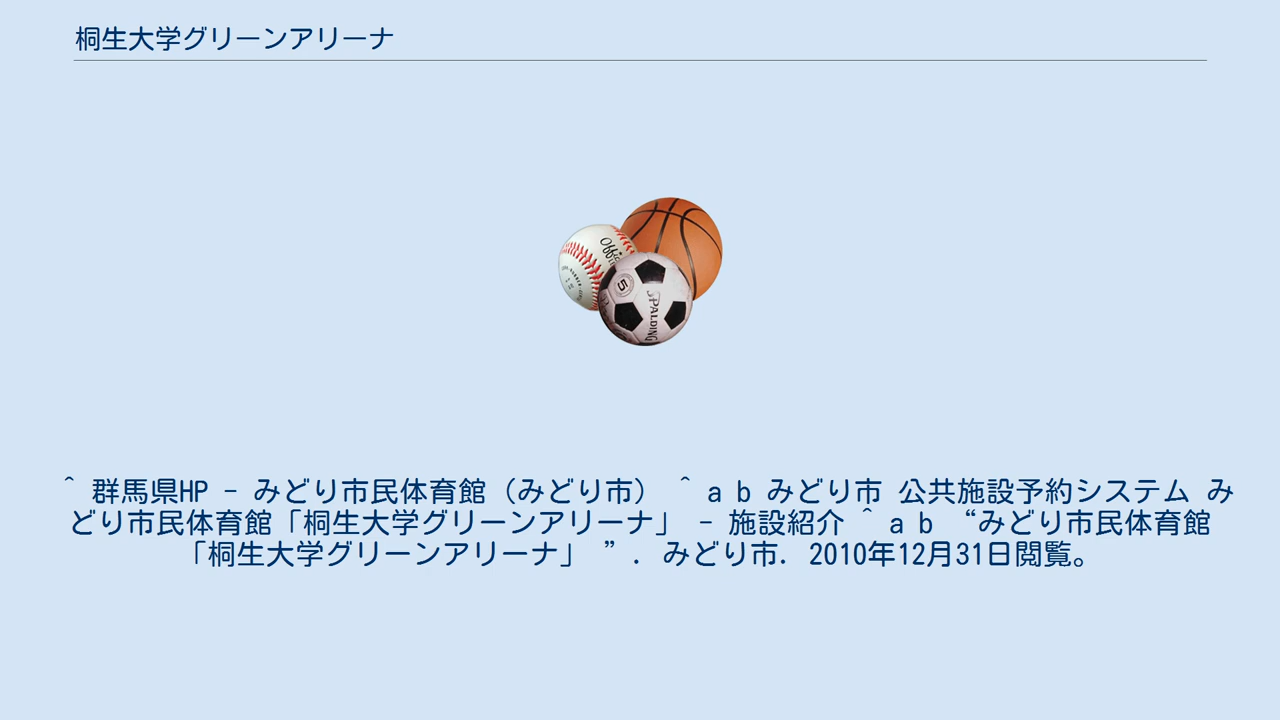 桐生大学グリーンアリーナ
Offic
5
SPALDING
^ 群馬県HP - みどり市民体育館（みどり市） ^ a b みどり市 公共施設予約システム み
どり市民体育館「桐生大学グリーンアリーナ」 - 施設紹介 ^ a b “みどり市民体育館
「桐生大学グリーンアリーナ」 ”. みどり市. 2010年12月31日閲覧。